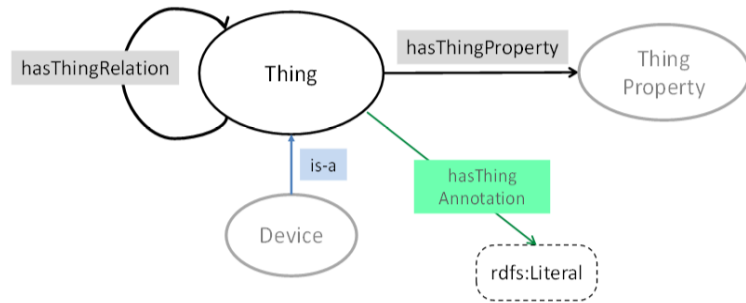 hasThingRelation
Thing
hasThingProperty
Thing
Property
is-a
hasThing
Annotation
Device
rdfs:Literal